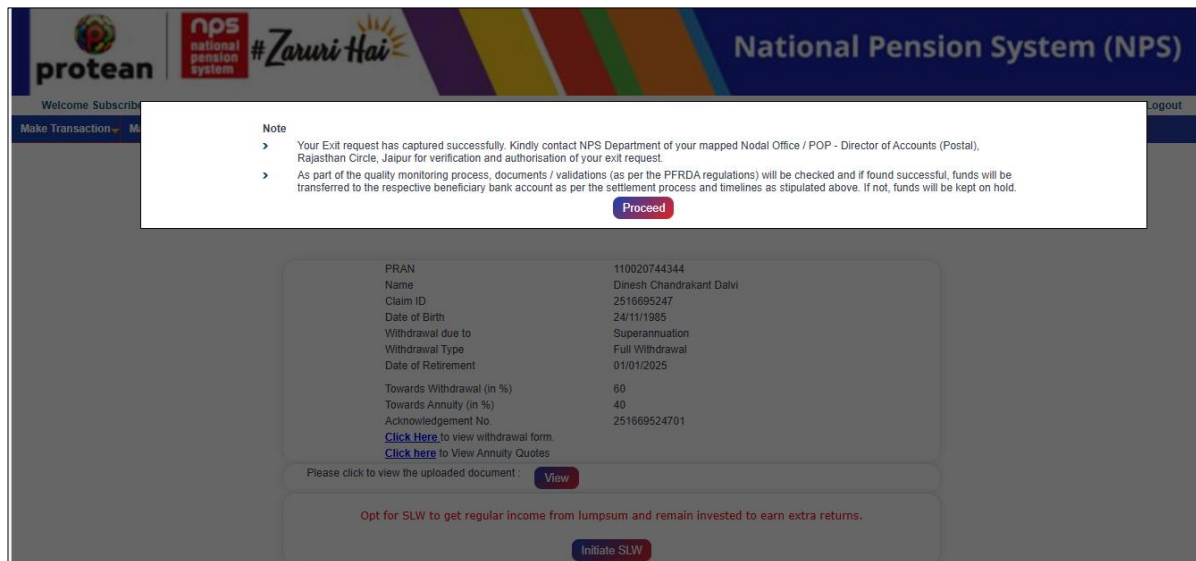 protean
nps
national
pension
system
#Zaruri Hai
National Pension System (NPS)
Welcome Subscribe
Logout
Make Transaction
Note
Your Exit request has captured successfully. Kindly contact NPS Department of your mapped Nodal Office / POP - Director of Accounts (Postal),
Rajasthan Circle, Jaipur for verification and authorisation of your exit request.
As part of the quality monitoring process, documents / validations (as per the PFRDA regulations) will be checked and if found successful, funds will be
transferred to the respective beneficiary bank account as per the settlement process and timelines as stipulated above. If not, funds will be kept on hold.
Proceed
PRAN 110020744344
Name Dinesh Chandrakant Dalvi
Claim ID 2516695247
Date of Birth 24/11/1985
Withdrawal due to Superannuation
Withdrawal Type Full Withdrawal
Date of Retirement 01/01/2025
Towards Withdrawal (in %) 60
Towards Annuity (in %) 40
Acknowledgement No. 251669524701
Click Here to view withdrawal form.
Click here to View Annuity Quotes
Please click to view the uploaded document : View
Opt for SLW to get regular income from lumpsum and remain invested to earn extra returns.
Initiate SLW